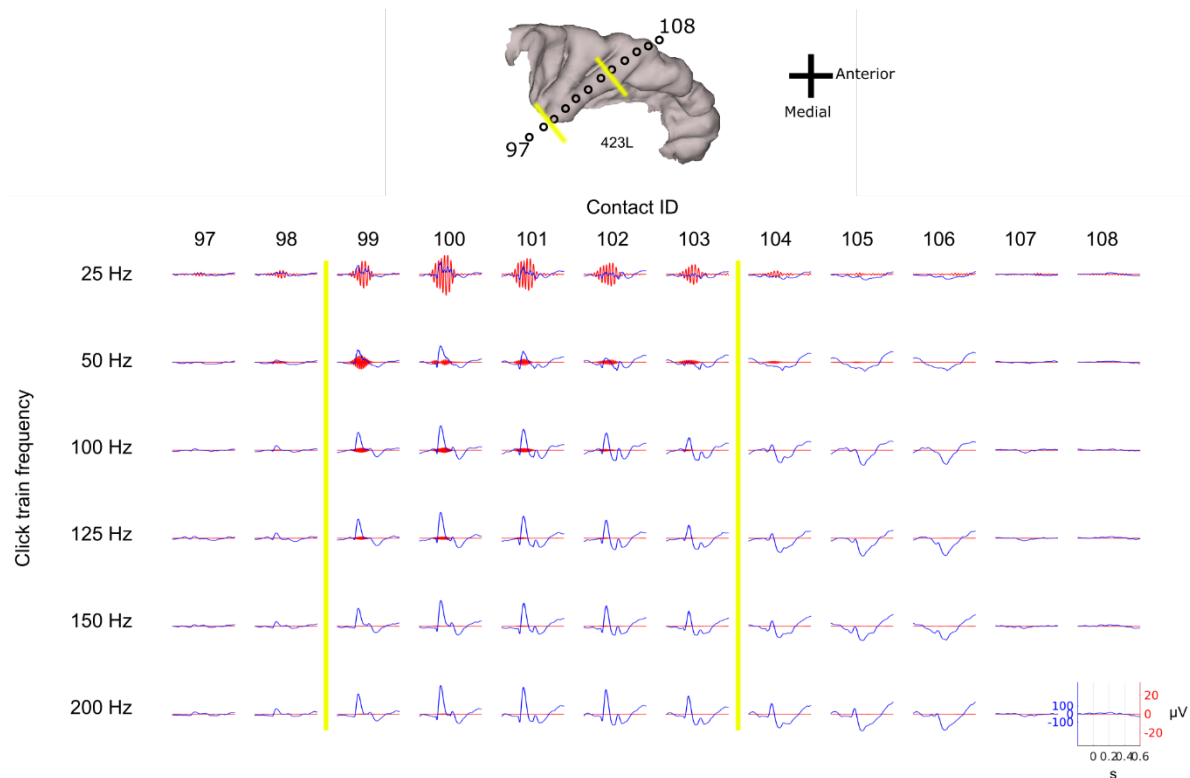 108
Anterior
Medial
97
423L
Contact ID
97 98 99 100 101 102 103 104 105 106 107 108
25 Hz
50 Hz
100 Hz
125 Hz
150 Hz
200 Hz
Click train frequency
100
0
-100
20
0
-20
µV
0 0.2 0.4 0.6
s